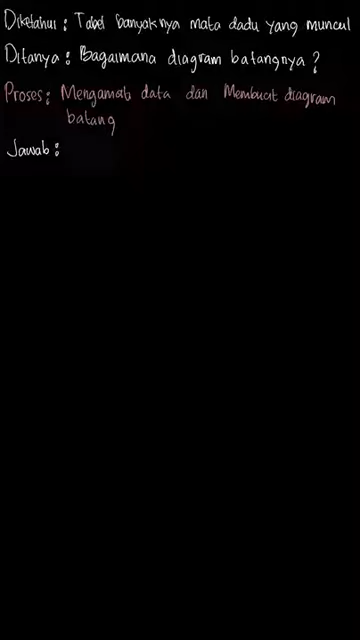 Diketahui : Tabel banyaknya mata dadu yang muncul
Ditanya : Bagaimana diagram batangnya ?
Proses : Mengamati data dan Membuat diagram
batang
Jawab :